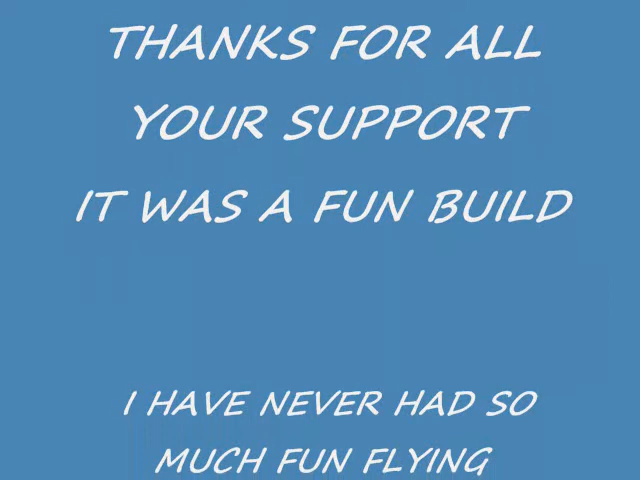 THANKS FOR ALL
YOUR SUPPORT
IT WAS A FUN BUILD
I HAVE NEVER HAD SO
MUCH FUN FLYING